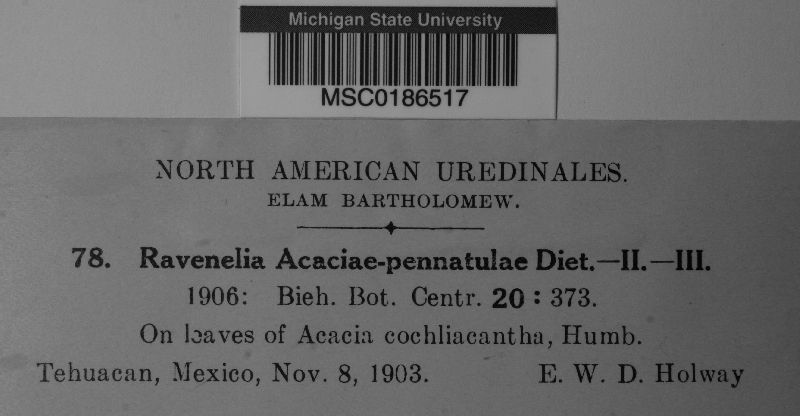 Michigan State University
MSC0186517
NORTH AMERICAN UREDINALES.
ELAM BARTHOLOMEW.
78. Ravenelia Acaciae-pennatulae Diet.—II.—III.
1906: Bieh. Bot. Centr. 20 : 373.
On leaves of Acacia cochliacantha, Humb.
Tehuacan, Mexico, Nov. 8, 1903. E. W. D. Holway